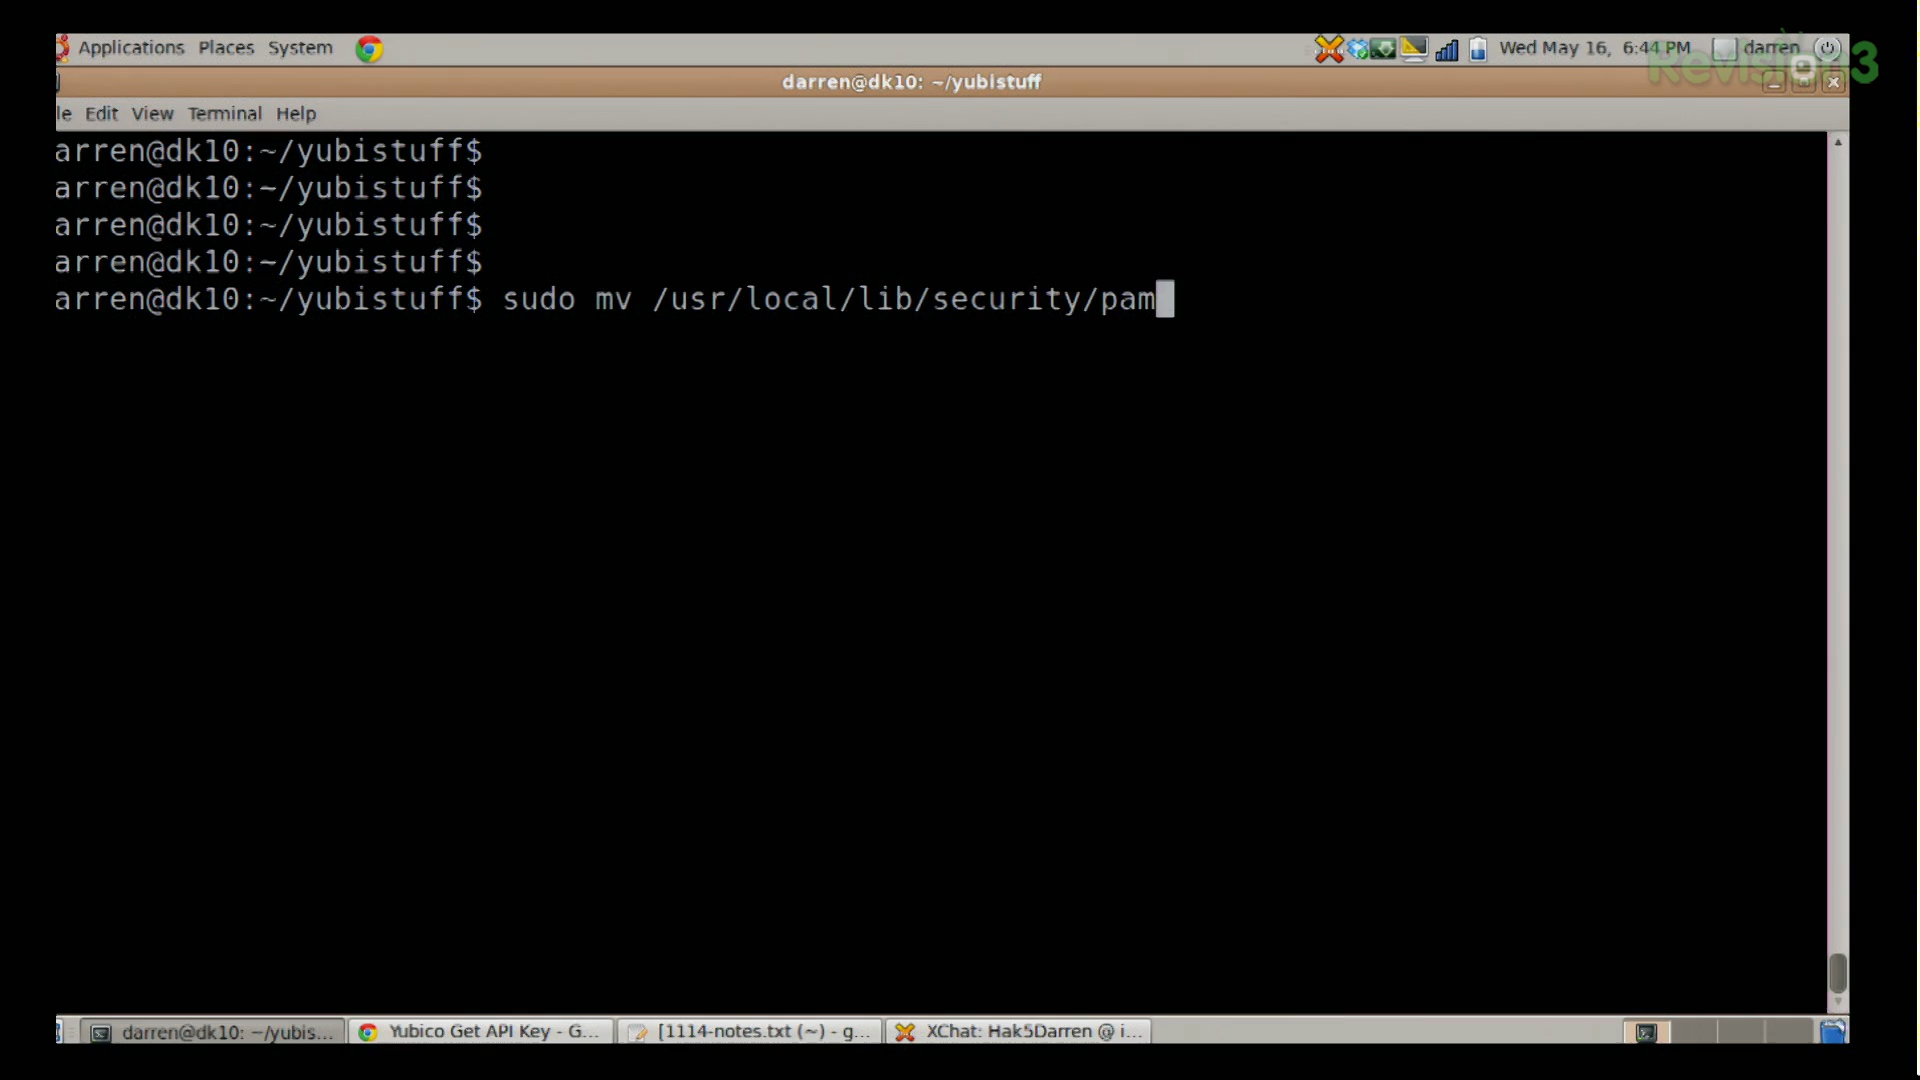 Applications Places System Wed May 16, 6:44 PM darren
Revision3
darren@dk10: ~/yubistuff
le Edit View Terminal Help
arren@dk10:~/yubistuff$
arren@dk10:~/yubistuff$
arren@dk10:~/yubistuff$
arren@dk10:~/yubistuff$
arren@dk10:~/yubistuff$ sudo mv /usr/local/lib/security/pam
darren@dk10: ~/yubis... Yubico Get API Key - G... [1114-notes.txt (~) - g... XChat: Hak5Darren @ i...